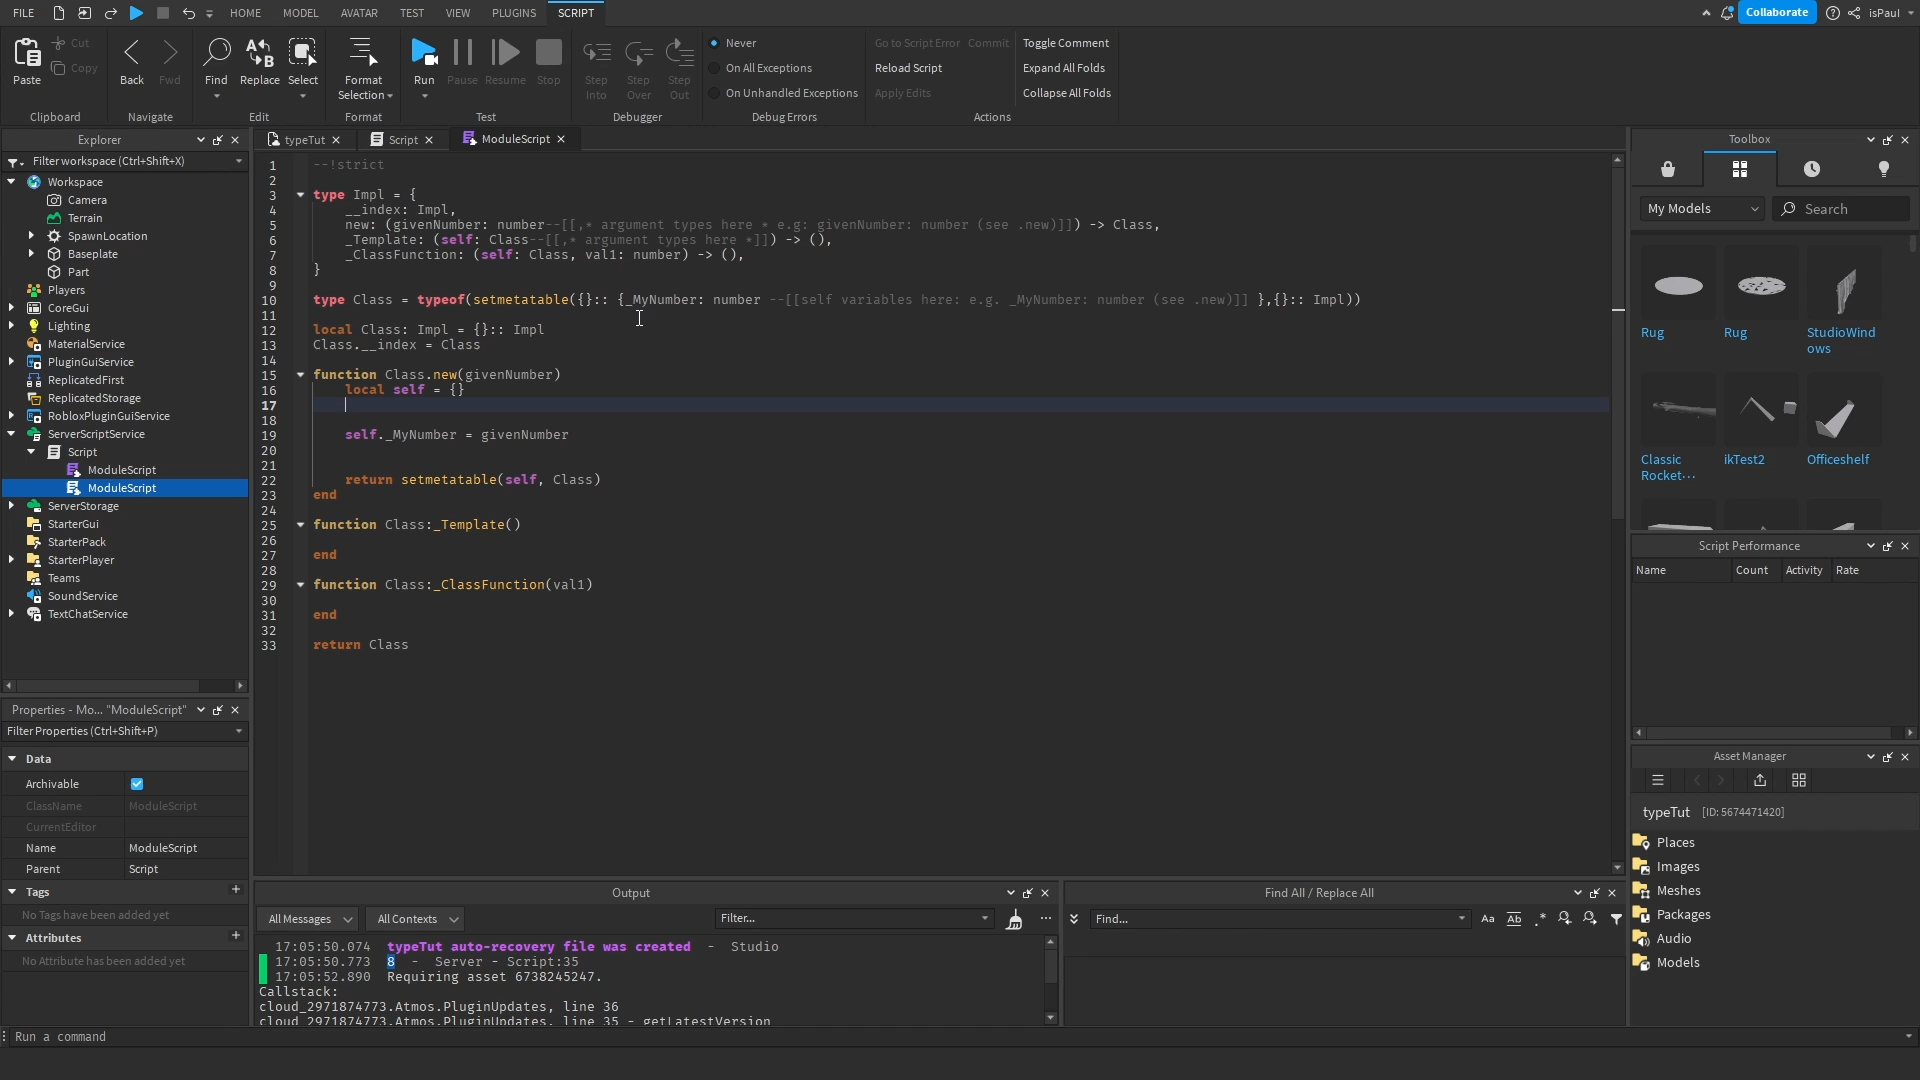 FILE HOME MODEL AVATAR TEST VIEW PLUGINS SCRIPT Collaborate isPaul
Paste Cut Copy Back Fwd Find Replace Select Format Selection Run Pause Resume Stop Step Into Step Over Step Out
Never
On All Exceptions
On Unhandled Exceptions
Go to Script Error Commit
Reload Script
Apply Edits
Toggle Comment
Expand All Folds
Collapse All Folds
Clipboard Navigate Edit Format Test Debugger Debug Errors Actions
Explorer
Filter workspace (Ctrl+Shift+X)
Workspace
Camera
Terrain
SpawnLocation
Baseplate
Part
Players
CoreGui
Lighting
MaterialService
PluginGuiService
ReplicatedFirst
ReplicatedStorage
RobloxPluginGuiService
ServerScriptService
Script
ModuleScript
ModuleScript
ServerStorage
StarterGui
StarterPack
StarterPlayer
Teams
SoundService
TextChatService
Properties - Mo... "ModuleScript"
Filter Properties (Ctrl+Shift+P)
Data
Archivable
ClassName ModuleScript
CurrentEditor
Name ModuleScript
Parent Script
Tags +
No Tags have been added yet
Attributes +
No Attribute has been added yet
typeTut Script ModuleScript
1 --!strict
2
3 type Impl = {
4 __index: Impl,
5 new: (givenNumber: number--[[,* argument types here * e.g: givenNumber: number (see .new)]]) -> Class,
6 _Template: (self: Class--[[,* argument types here *]]) -> (),
7 _ClassFunction: (self: Class, val1: number) -> (),
8 }
9
10 type Class = typeof(setmetatable({}:: {_MyNumber: number --[[self variables here: e.g. _MyNumber: number (see .new)]] },{}:: Impl))
11
12 local Class: Impl = {}:: Impl
13 Class.__index = Class
14
15 function Class.new(givenNumber)
16 local self = {}
17
18
19 self._MyNumber = givenNumber
20
21
22 return setmetatable(self, Class)
23 end
24
25 function Class:_Template()
26
27 end
28
29 function Class:_ClassFunction(val1)
30
31 end
32
33 return Class
Output
All Messages All Contexts Filter...
17:05:50.074 typeTut auto-recovery file was created - Studio
17:05:50.773 8 - Server - Script:35
17:05:52.890 Requiring asset 6738245247.
Callstack:
cloud_2971874773.Atmos.PluginUpdates, line 36
cloud_2971874773.Atmos.PluginUpdates, line 35 - getLatestVersion
Find All / Replace All
Find... Aa Ab .*
Toolbox
My Models Search
Rug Rug StudioWindows
Classic Rocket... ikTest2 Officeshelf
Script Performance
Name Count Activity Rate
Asset Manager
typeTut [ID: 5674471420]
Places
Images
Meshes
Packages
Audio
Models
Run a command